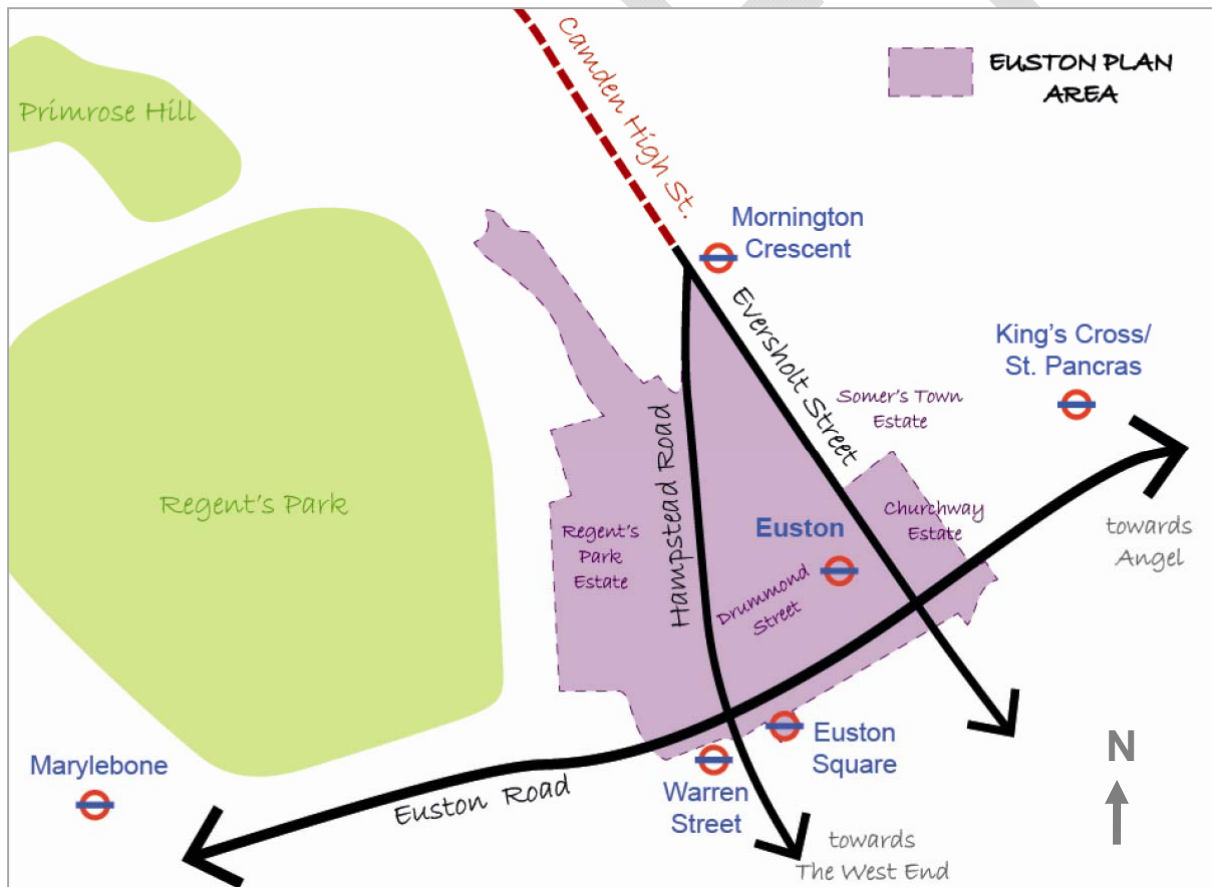 Camden High St.
EUSTON PLAN
AREA
Primrose Hill
Mornington
Crescent
Eversholt Street
King's Cross/
St. Pancras
Somer's Town
Estate
Regent's Park
Hampstead Road
Regent's
Park
Estate
Euston
Churchway
Estate
Drummond
Street
towards
Angel
Marylebone
Euston Road
Warren
Street
Euston
Square
N
towards
The West End